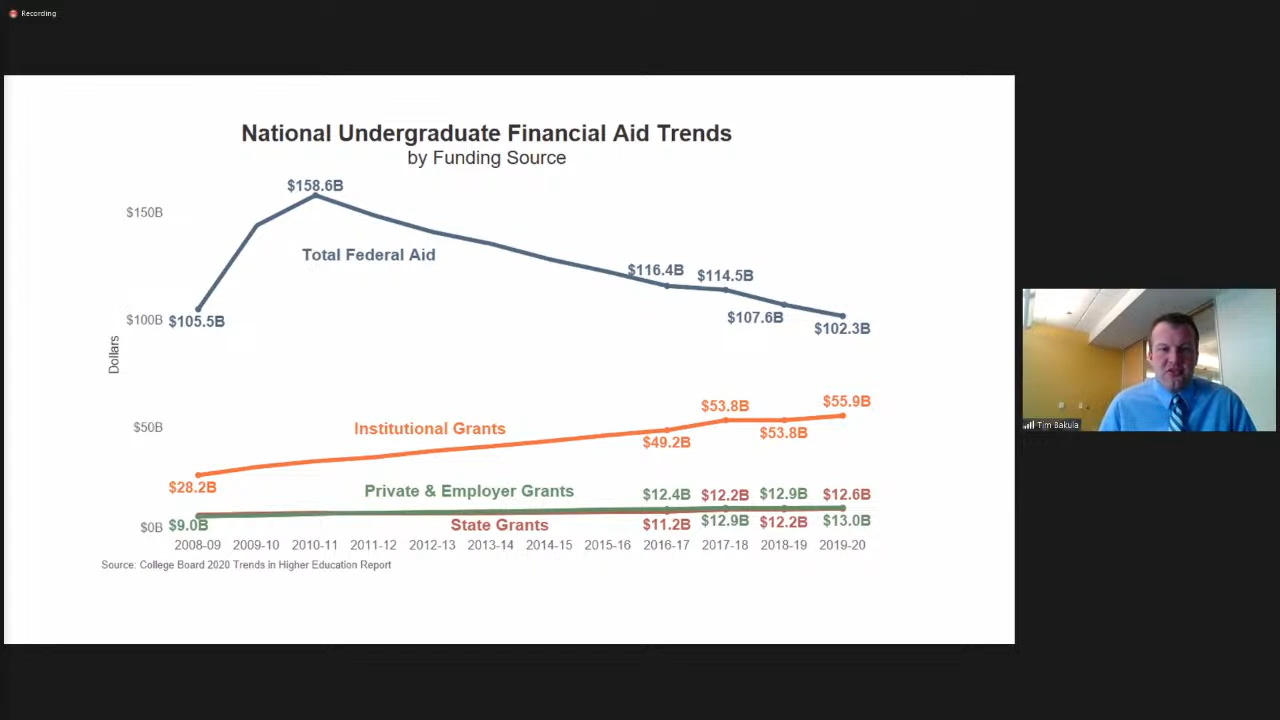 Recording
National Undergraduate Financial Aid Trends
by Funding Source
$158.6B
$150B
Total Federal Aid
$116.4B $114.5B
$100B $105.5B
$107.6B
$102.3B
Dollars
$50B
Institutional Grants
$53.8B
$55.9B
$49.2B
$53.8B
$28.2B
Private & Employer Grants
$12.4B $12.2B $12.9B $12.6B
$0B $9.0B
State Grants
$11.2B $12.9B $12.2B $13.0B
2008-09 2009-10 2010-11 2011-12 2012-13 2013-14 2014-15 2015-16 2016-17 2017-18 2018-19 2019-20
Source: College Board 2020 Trends in Higher Education Report
Tim Bakula